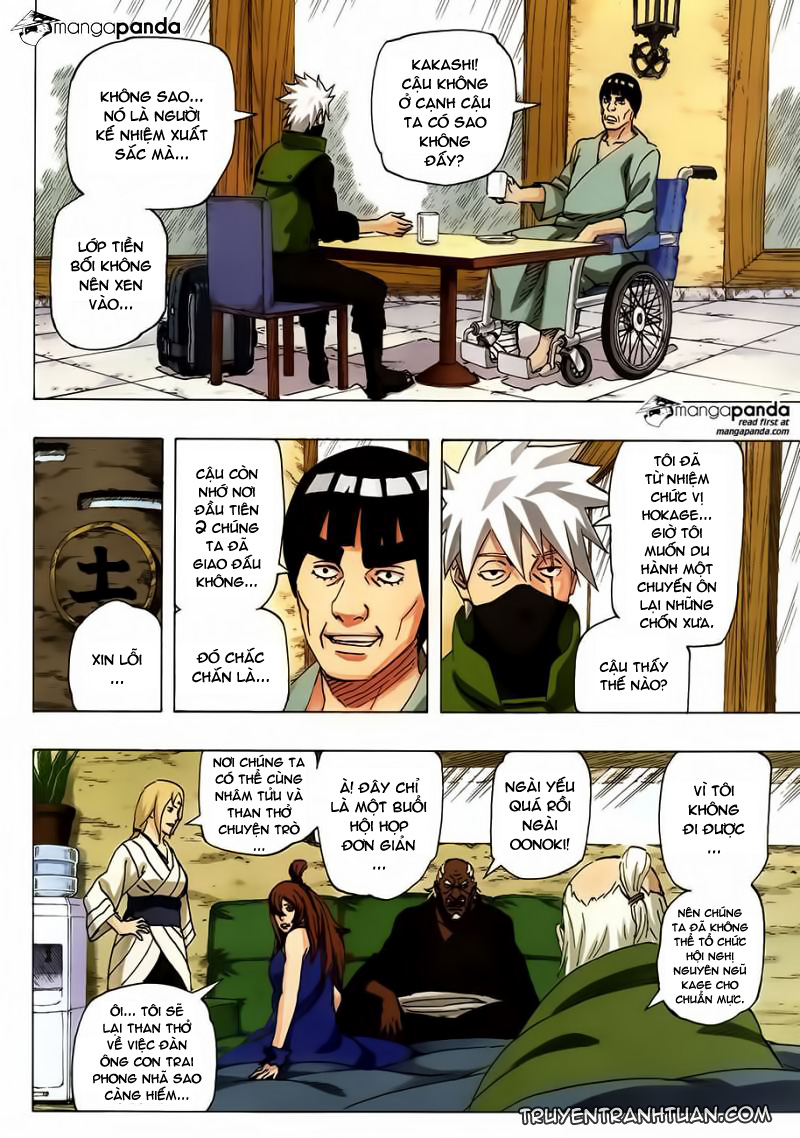 mangapanda
KAKASHI!
CẬU KHÔNG
Ở CẠNH CẬU
TA CÓ SAO
KHÔNG
ĐẤY?
KHÔNG SAO...
NÓ LÀ NGƯỜI
KẾ NHIỆM XUẤT
SẮC MÀ...
LỚP TIỀN
BỐI KHÔNG
NÊN XEN
VÀO...
mangapanda
read first at
mangapanda.com
TÔI ĐÃ
TỪ NHIỆM
CHỨC VỊ
HOKAGE...
GIỜ TÔI
MUỐN DU
HÀNH MỘT
CHUYẾN ÔN
LẠI NHỮNG
CHỐN XƯA.
CẬU THẤY
THẾ NÀO?
CẬU CÒN
NHỚ NƠI
ĐẦU TIÊN
2 CHÚNG
TA ĐÃ
GIAO ĐẤU
KHÔNG...
ĐÓ CHẮC
CHẮN LÀ...
土
XIN LỖI
...
VÌ TÔI
KHÔNG
ĐI ĐƯỢC
...
NÊN CHÚNG
TA ĐÃ KHÔNG
THỂ TỔ CHỨC
HỘI NGHỊ
NGUYÊN NGŨ
KAGE CHO
CHUẨN MỰC.
NGÀI YẾU
QUÁ RỒI
NGÀI
OONOKI!
À! ĐÂY CHỈ
LÀ MỘT BUỔI
HỘI HỌP
ĐƠN GIẢN
...
NƠI CHÚNG TA
CÓ THỂ CÙNG
NHÂM TỬU VÀ
THAN THỞ
CHUYỆN TRÒ
...
ÔI... TÔI SẼ
LẠI THAN THỞ
VỀ VIỆC ĐÀN
ÔNG CON TRAI
PHONG NHÃ SAO
CÀNG HIẾM...
TRUYENTRANHTUAN.COM